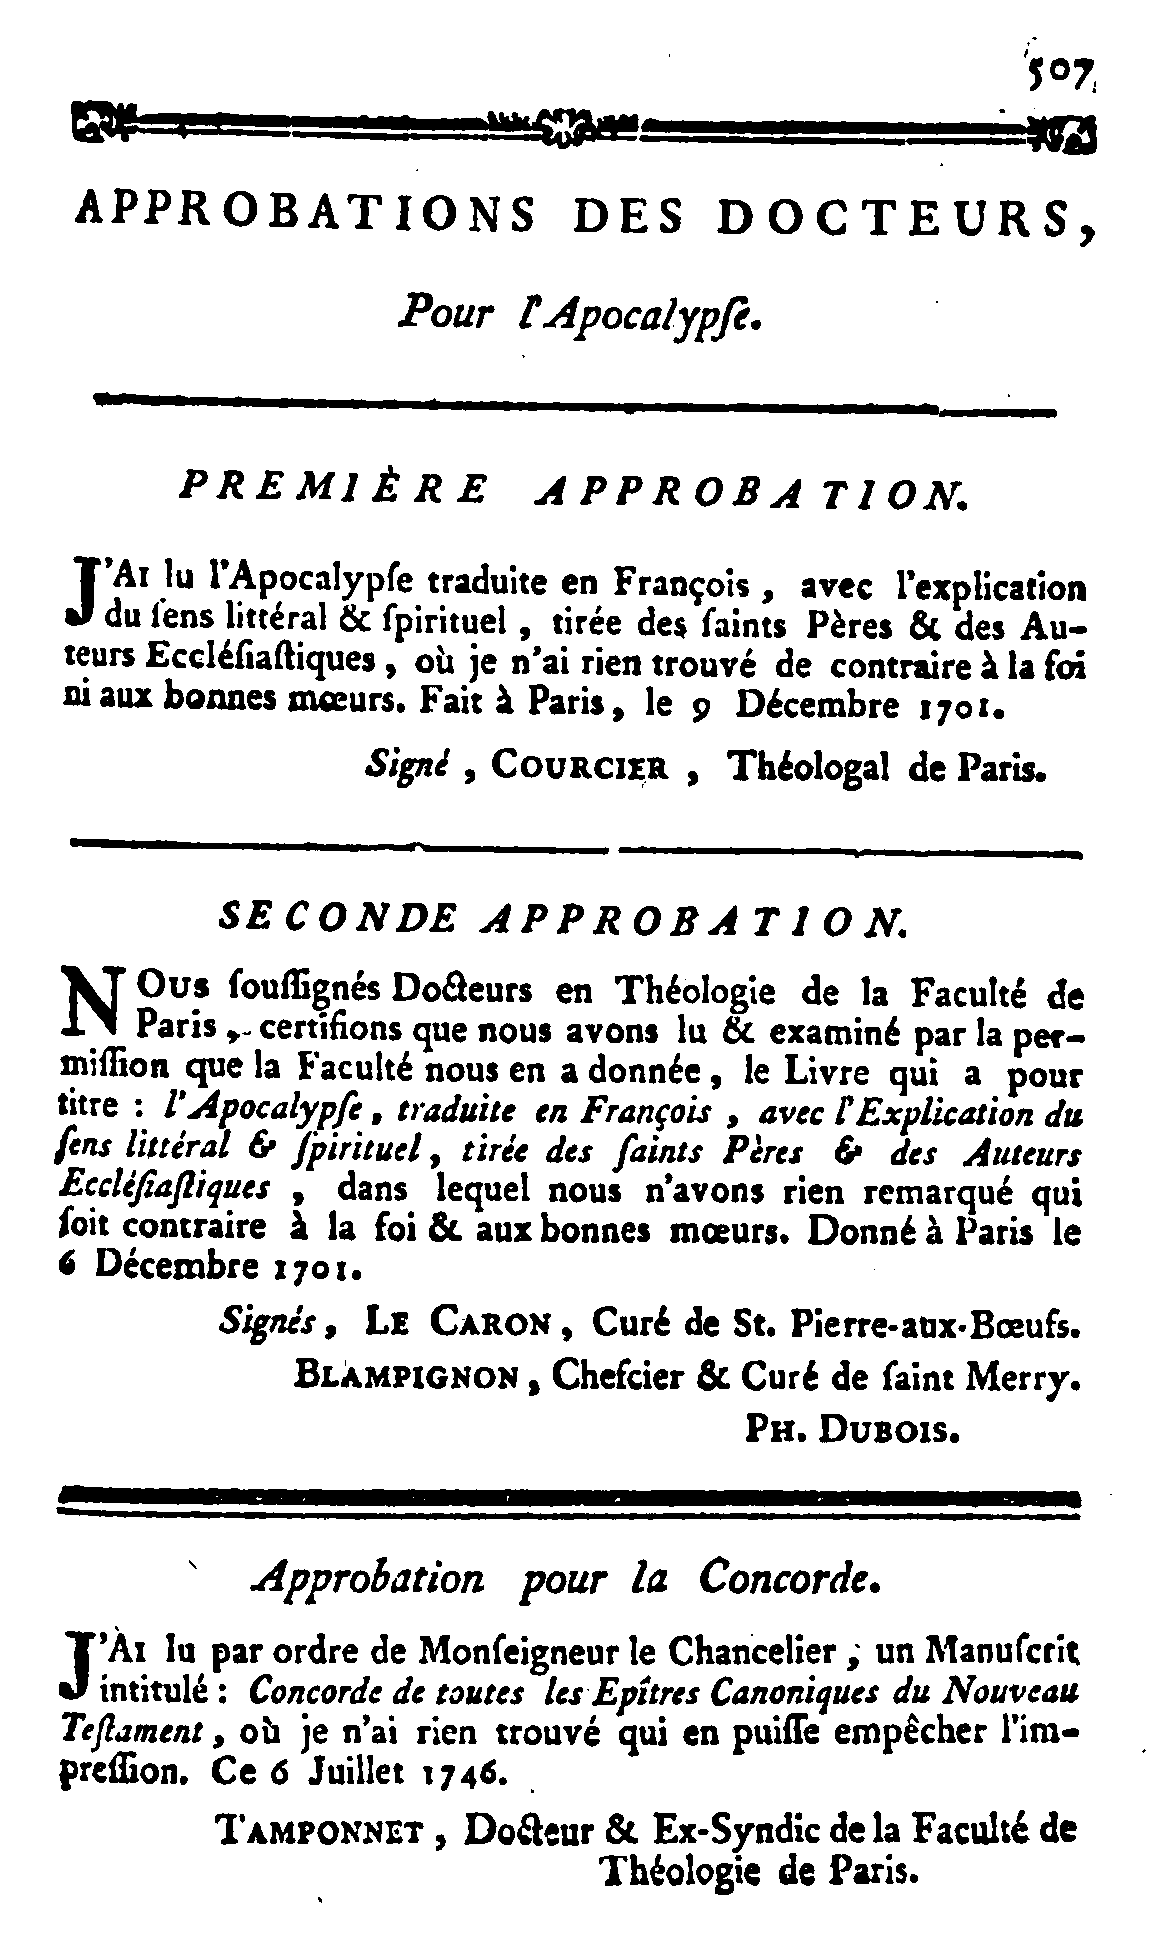 507
APPROBATIONS DES DOCTEURS,
Pour l'Apocalypſe.
PREMIÈRE APPROBATION.
J'AI lu l'Apocalypſe traduite en François, avec l'explication
du ſens littéral & ſpirituel, tirée des ſaints Pères & des Au-
teurs Eccléſiaſtiques, où je n'ai rien trouvé de contraire à la foi
ni aux bonnes mœurs. Fait à Paris, le 9 Décembre 1701.
Signé, COURCIER, Théologal de Paris.
SECONDE APPROBATION.
NOUS ſouſſignés Docteurs en Théologie de la Faculté de
Paris, certifions que nous avons lu & examiné par la per-
miſſion que la Faculté nous en a donnée, le Livre qui a pour
titre : l'Apocalypſe, traduite en François, avec l'Explication du
ſens littéral & ſpirituel, tirée des ſaints Pères & des Auteurs
Eccléſiaſtiques, dans lequel nous n'avons rien remarqué qui
ſoit contraire à la foi & aux bonnes mœurs. Donné à Paris le
6 Décembre 1701.
Signés, LE CARON, Curé de St. Pierre-aux-Bœufs.
BLAMPIGNON, Chefcier & Curé de ſaint Merry.
PH. DUBOIS.
Approbation pour la Concorde.
J'AI lu par ordre de Monſeigneur le Chancelier, un Manuſcrit
intitulé : Concorde de toutes les Epîtres Canoniques du Nouveau
Teſtament, où je n'ai rien trouvé qui en puiſſe empêcher l'im-
preſſion. Ce 6 Juillet 1746.
TAMPONNET, Docteur & Ex-Syndic de la Faculté de
Théologie de Paris.